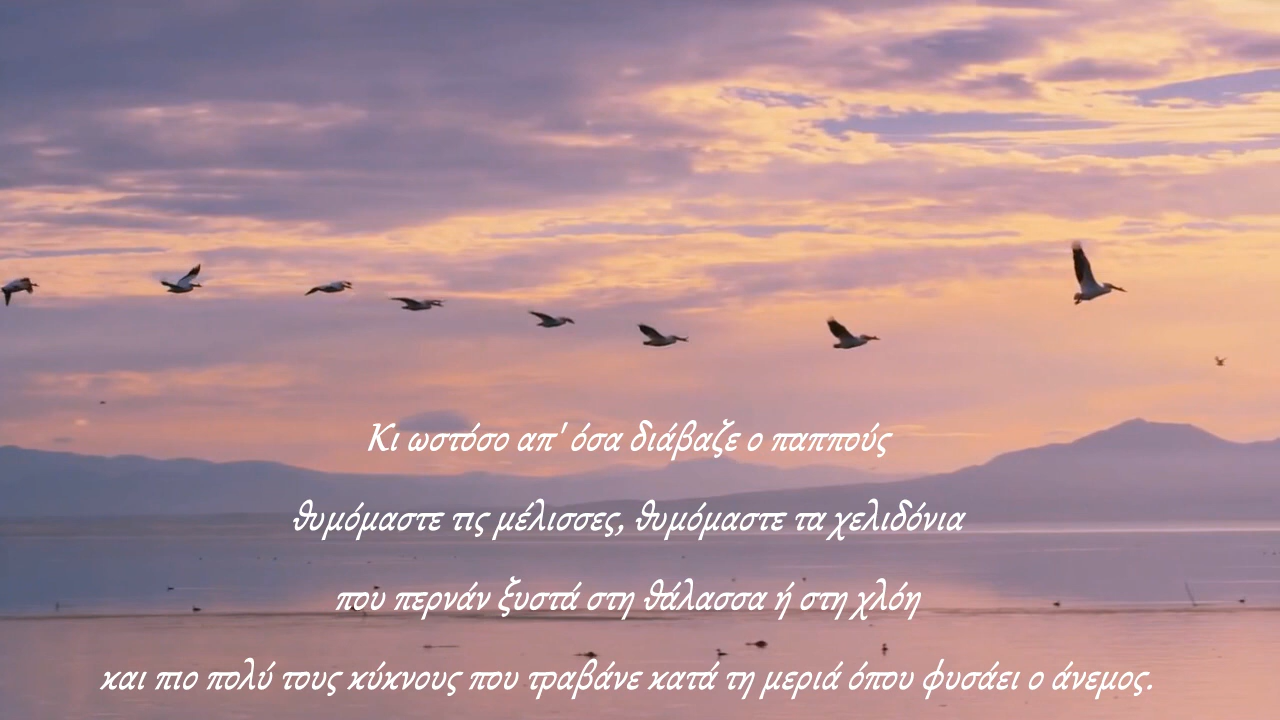 Κι ωστόσο απ' όσα διάβαζε ο παππούς
θυμόμαστε τις μέλισσες, θυμόμαστε τα χελιδόνια
που περνάν ξυστά στη θάλασσα ή στη χλόη
και πιο πολύ τους κύκνους που τραβάνε κατά τη μεριά όπου φυσάει ο άνεμος.